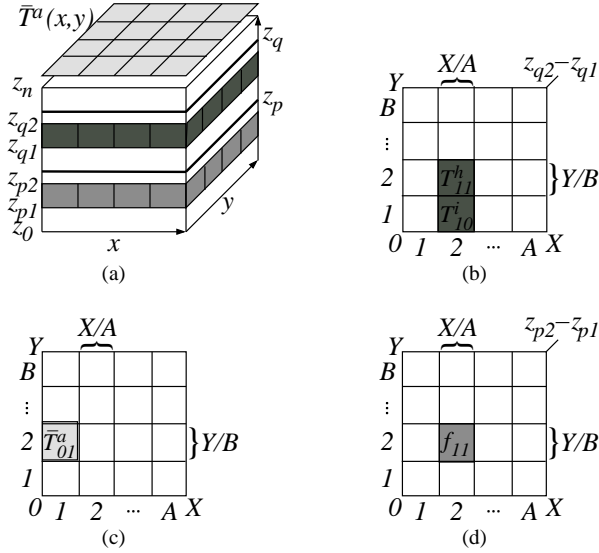 T̄ᵃ(x,y)
z_q
z_p
z_n
z_q2
z_q1
z_p2
z_p1
z_0
x
y
(a)
X/A
z_q2−z_q1
Y
B
...
2
1
0
T^h_11
T^i_10
} Y/B
1 2 ... A X
(b)
X/A
Y
B
...
2
1
0
T̄^a_01
} Y/B
1 2 ... A X
(c)
X/A
z_p2−z_p1
Y
B
...
2
1
0
f_11
} Y/B
1 2 ... A X
(d)